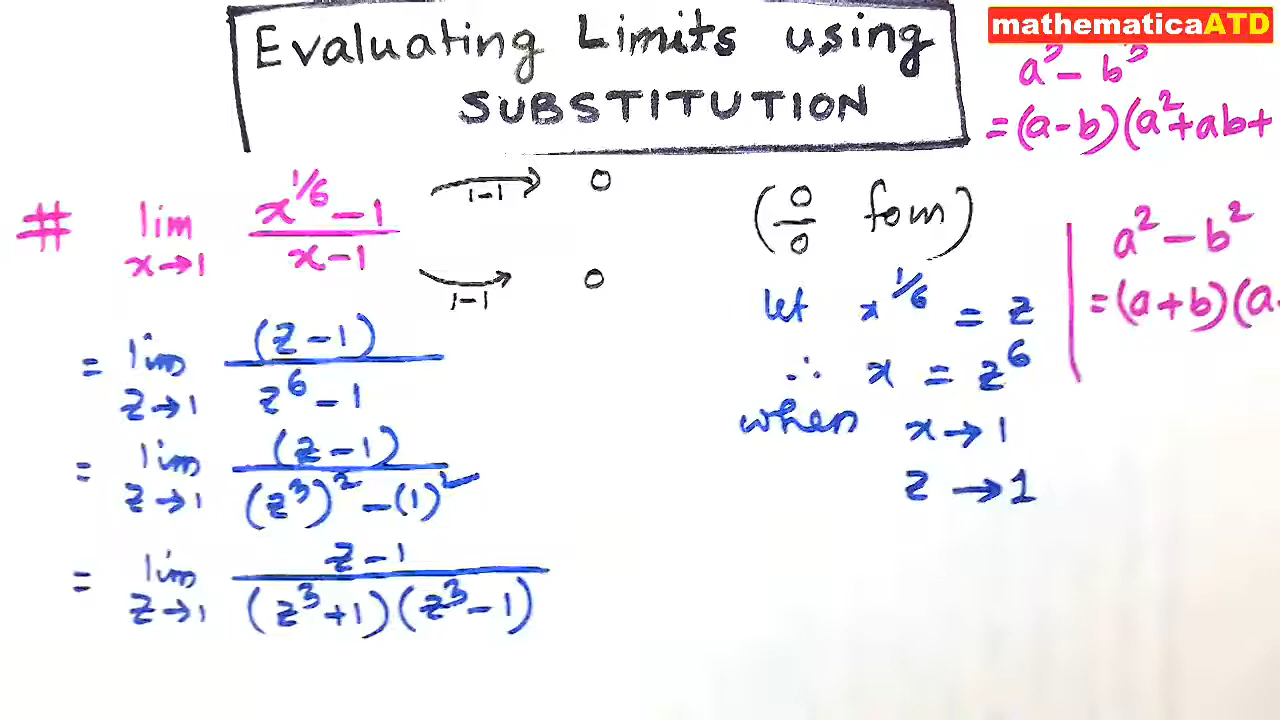 mathematicaATD
Evaluating Limits using
SUBSTITUTION
a³ - b³
= (a-b)(a²+ab+
# lim x→1 (x^1/6 - 1)/(x - 1)
1-1 → 0
1-1 → 0
(0/0 form)
let x^1/6 = z
∴ x = z⁶
when x→1
z → 1
a² - b²
= (a+b)(a-
= lim z→1 (z-1)/(z⁶ - 1)
= lim z→1 (z-1)/((z³)² - (1)²)
= lim z→1 (z-1)/((z³+1)(z³-1))